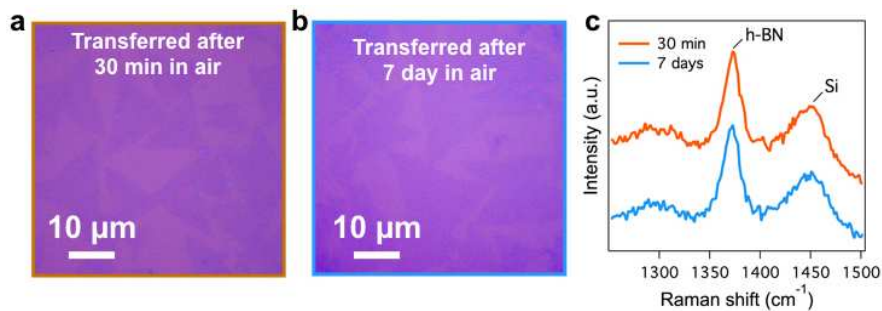 a
Transferred after
30 min in air
10 μm
b
Transferred after
7 day in air
10 μm
c
30 min
7 days
h-BN
Si
Intensity (a.u.)
1300 1350 1400 1450 1500
Raman shift (cm⁻¹)